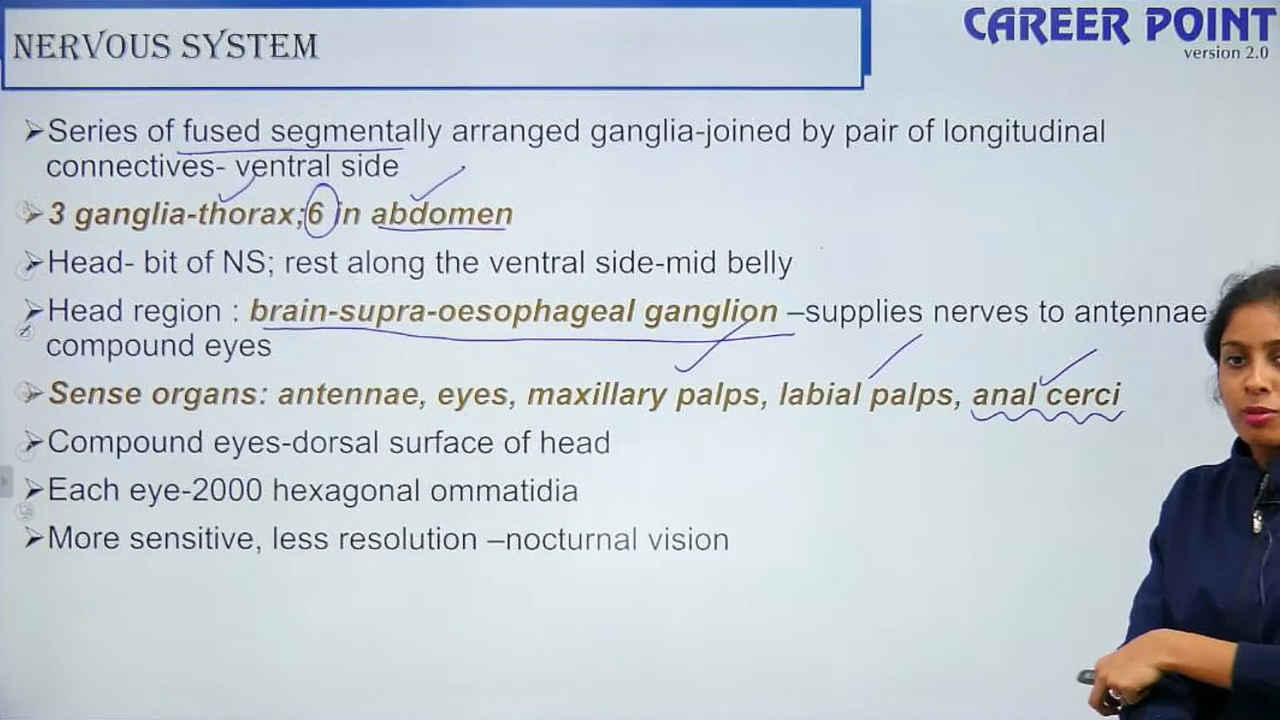 NERVOUS SYSTEM
CAREER POINT
version 2.0
➢Series of fused segmentally arranged ganglia-joined by pair of longitudinal
connectives- ventral side
➢3 ganglia-thorax;6 in abdomen
➢Head- bit of NS; rest along the ventral side-mid belly
➢Head region : brain-supra-oesophageal ganglion –supplies nerves to antennae
compound eyes
➢Sense organs: antennae, eyes, maxillary palps, labial palps, anal cerci
➢Compound eyes-dorsal surface of head
➢Each eye-2000 hexagonal ommatidia
➢More sensitive, less resolution –nocturnal vision